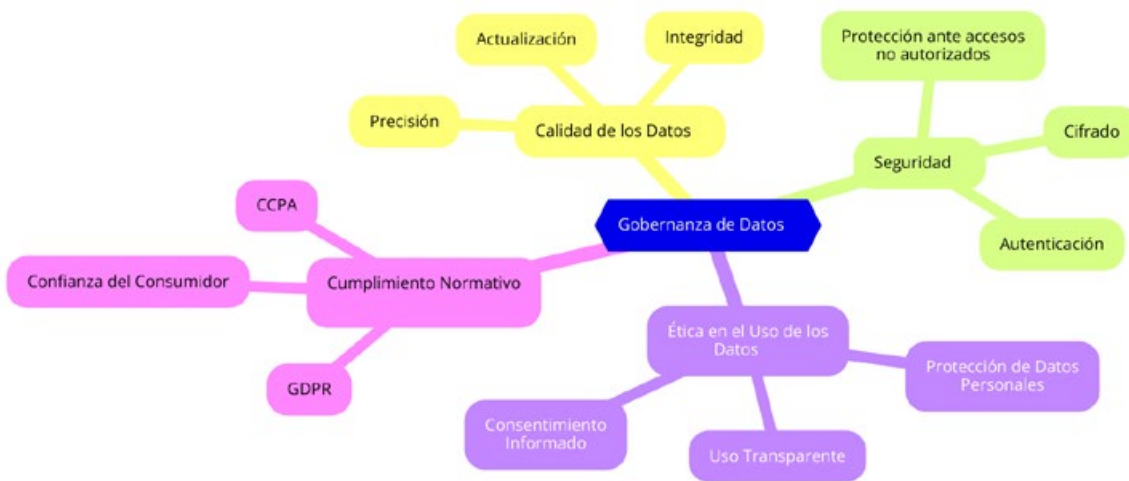 Actualización
Integridad
Protección ante accesos
no autorizados
Precisión
Calidad de los Datos
Cifrado
Seguridad
CCPA
Gobernanza de Datos
Autenticación
Confianza del Consumidor
Cumplimiento Normativo
Ética en el Uso de los
Datos
Protección de Datos
Personales
GDPR
Consentimiento
Informado
Uso Transparente